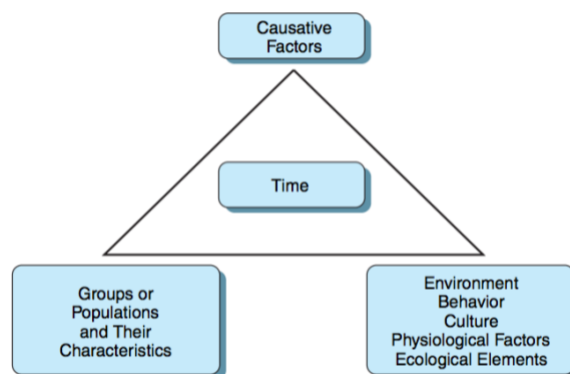 Causative
Factors
Time
Groups or
Populations
and Their
Characteristics
Environment
Behavior
Culture
Physiological Factors
Ecological Elements